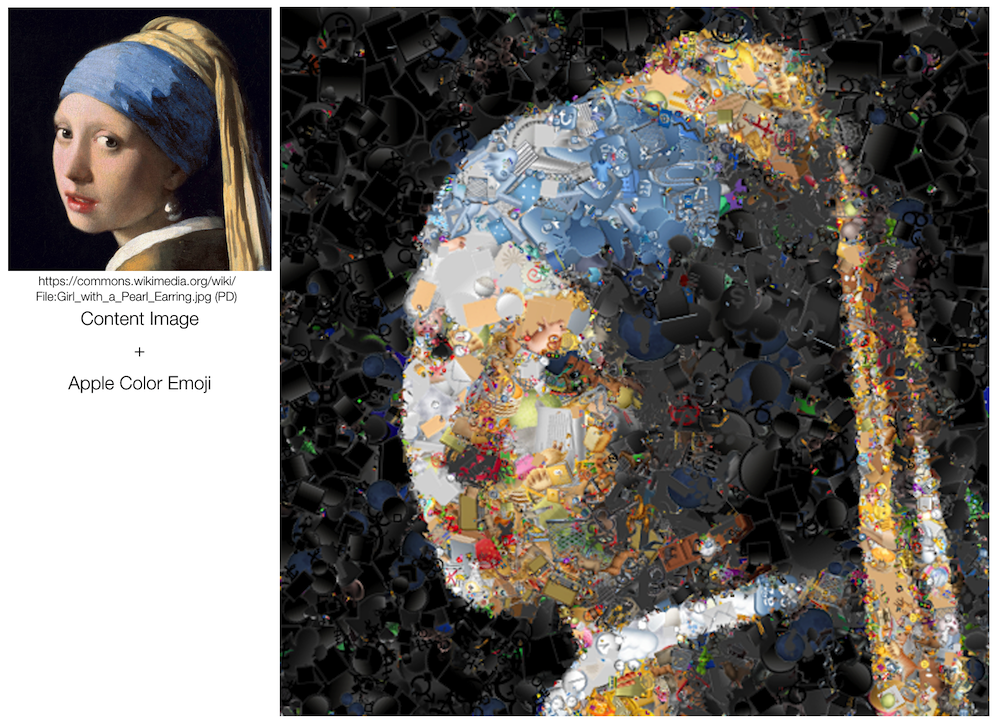 https://commons.wikimedia.org/wiki/
File:Girl_with_a_Pearl_Earring.jpg (PD)
Content Image
+
Apple Color Emoji